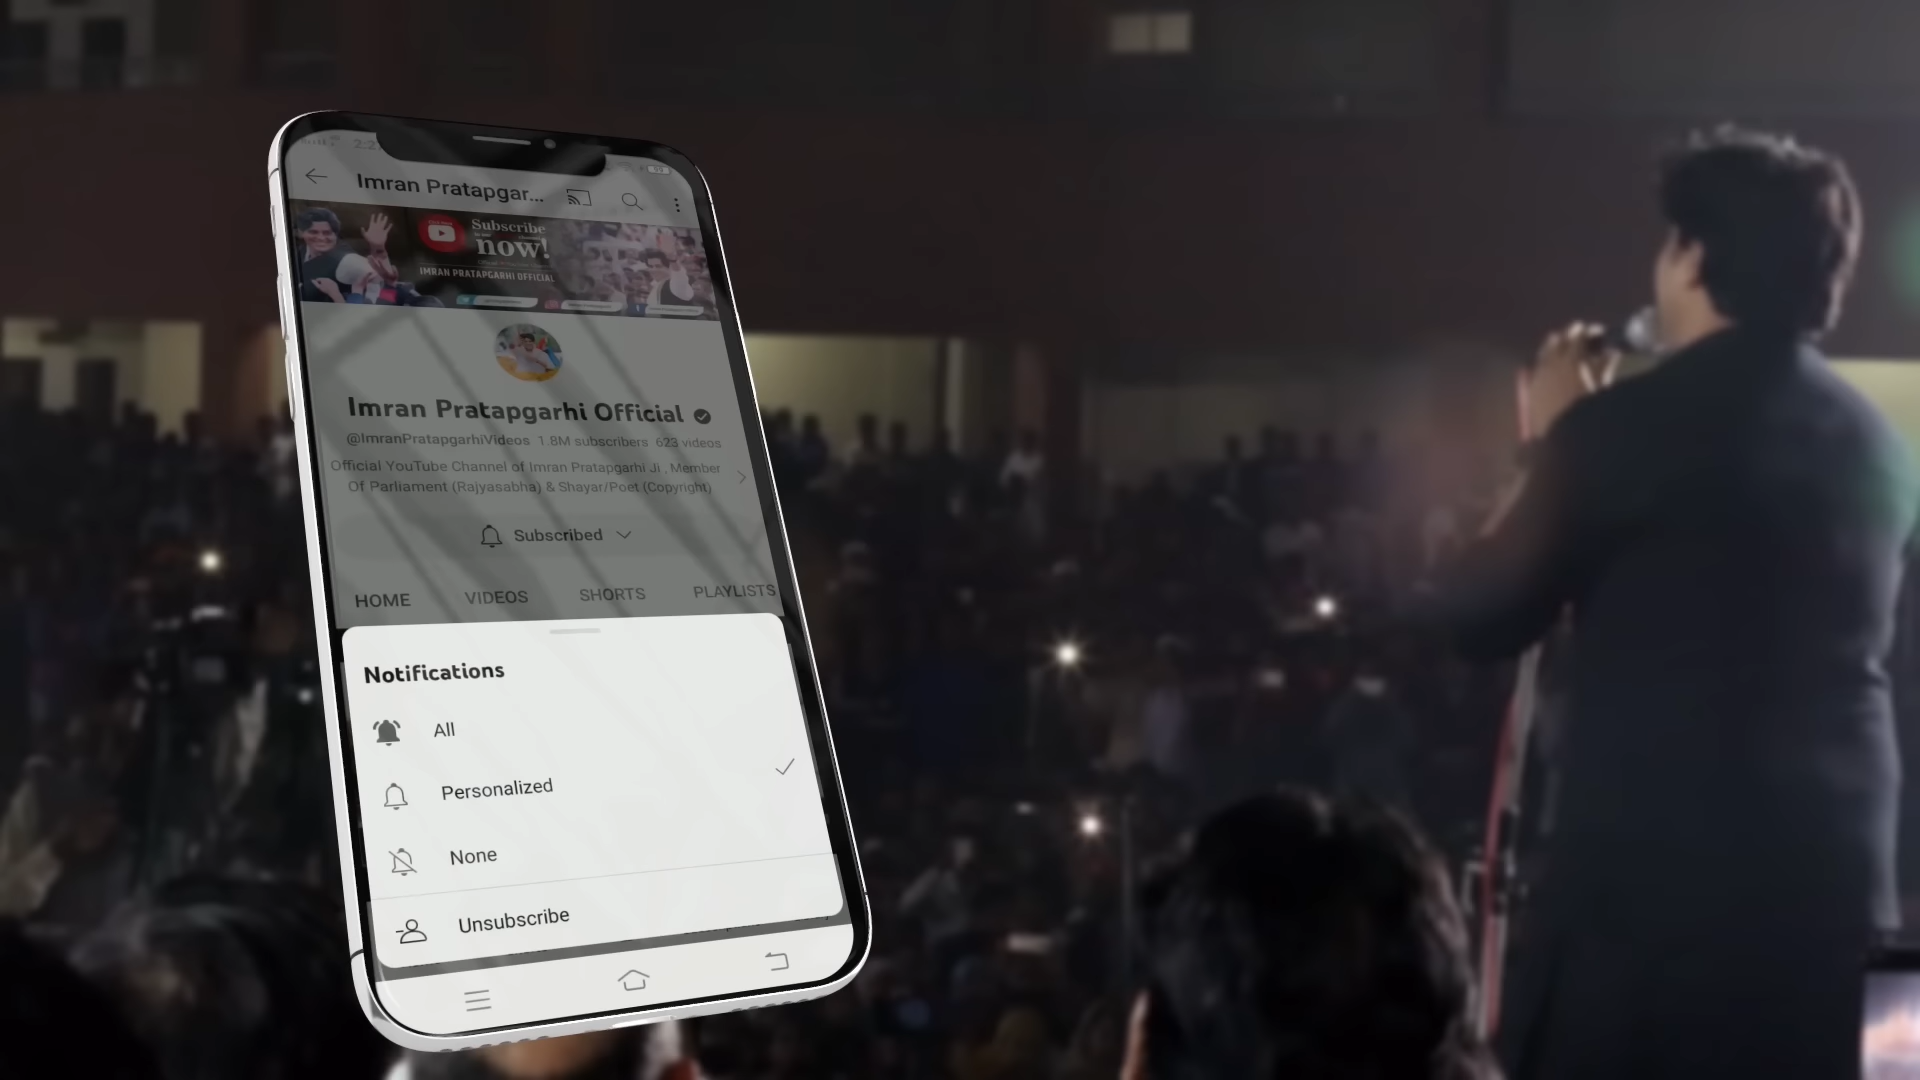 Imran Pratapgar...
Subscribe
now!
IMRAN PRATAPGARHI OFFICIAL
Imran Pratapgarhi Official
@ImranPratapgarhiVideos 1.8M subscribers 623 videos
Official YouTube Channel of Imran Pratapgarhi Ji , Member
Of Parliament (Rajyasabha) & Shayar/Poet (Copyright)
Subscribed
HOME VIDEOS SHORTS PLAYLISTS
Notifications
All
Personalized
None
Unsubscribe